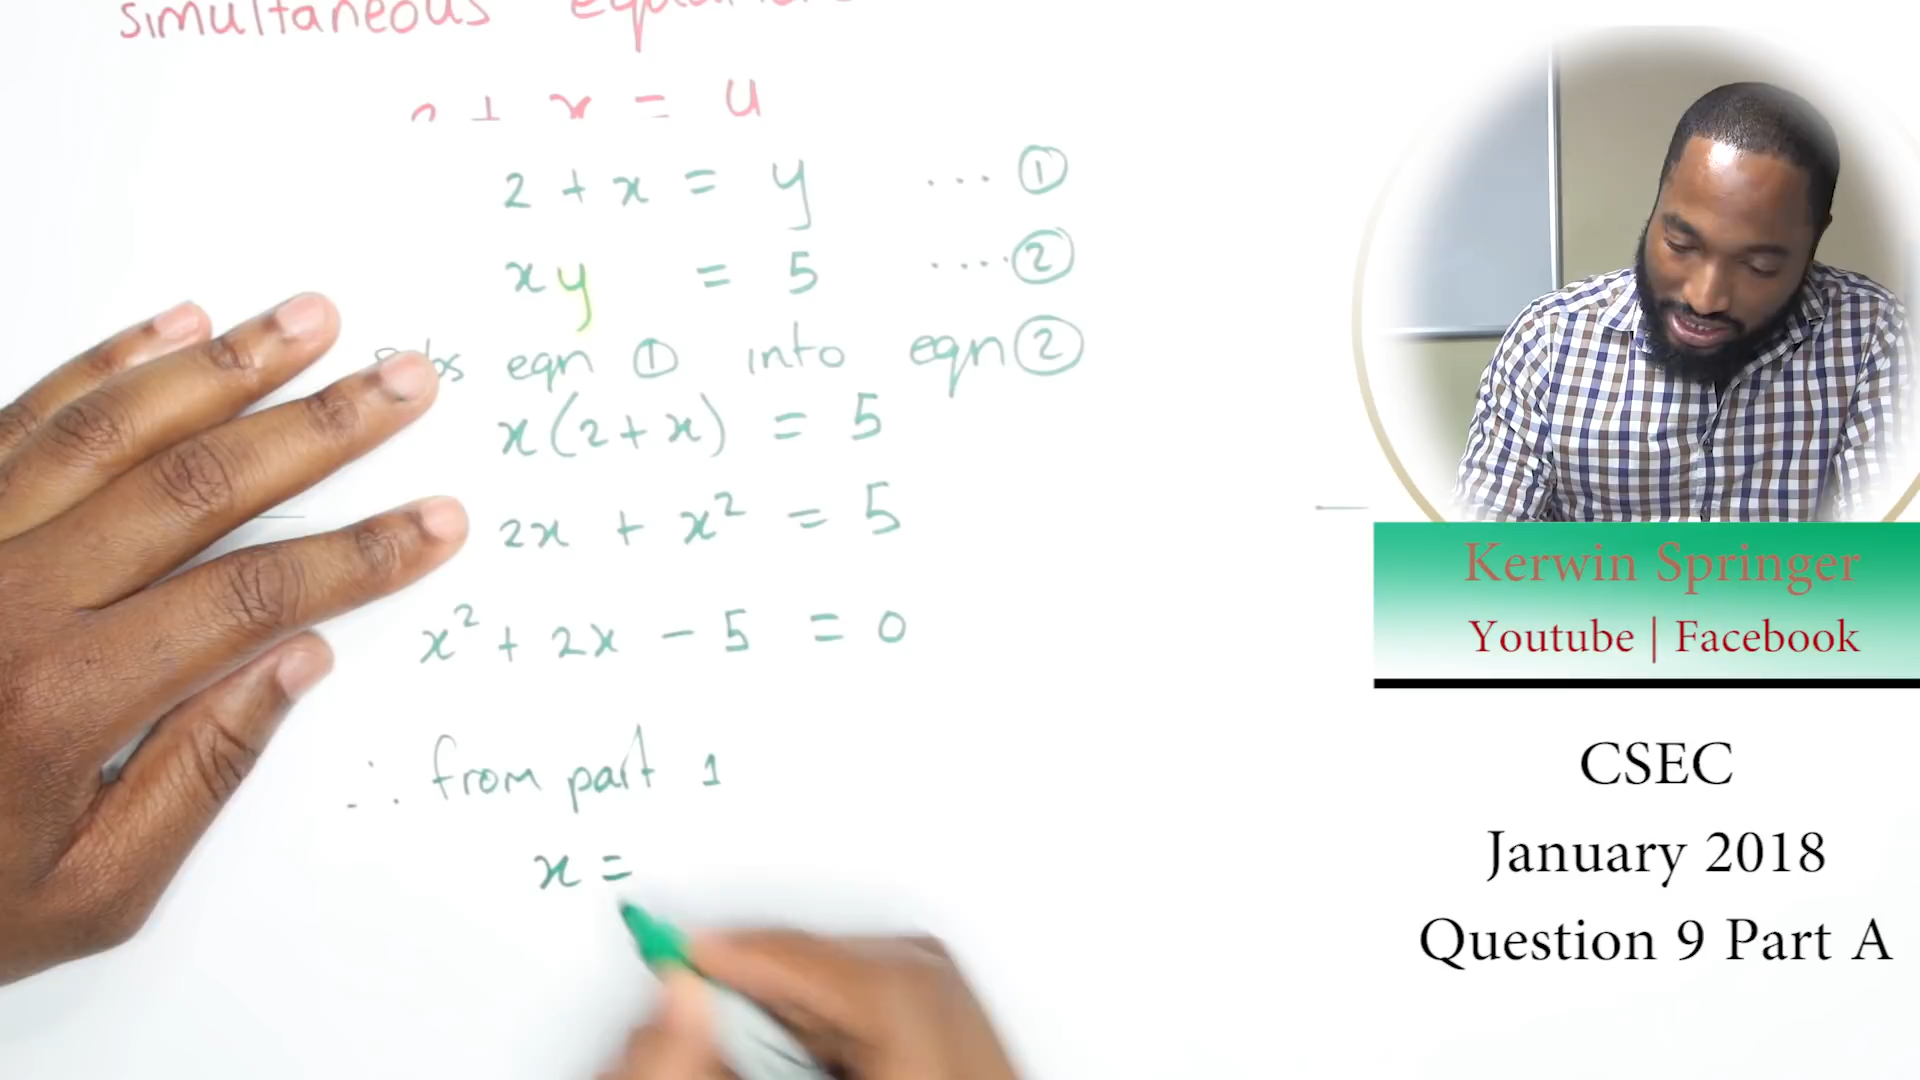 simultaneous
2 + x = y ... ①
xy = 5 .... ②
eqn ① into eqn ②
x(2+x) = 5
2x + x² = 5
x² + 2x - 5 = 0
∴ from part 1
x =
Kerwin Springer
Youtube | Facebook
CSEC
January 2018
Question 9 Part A